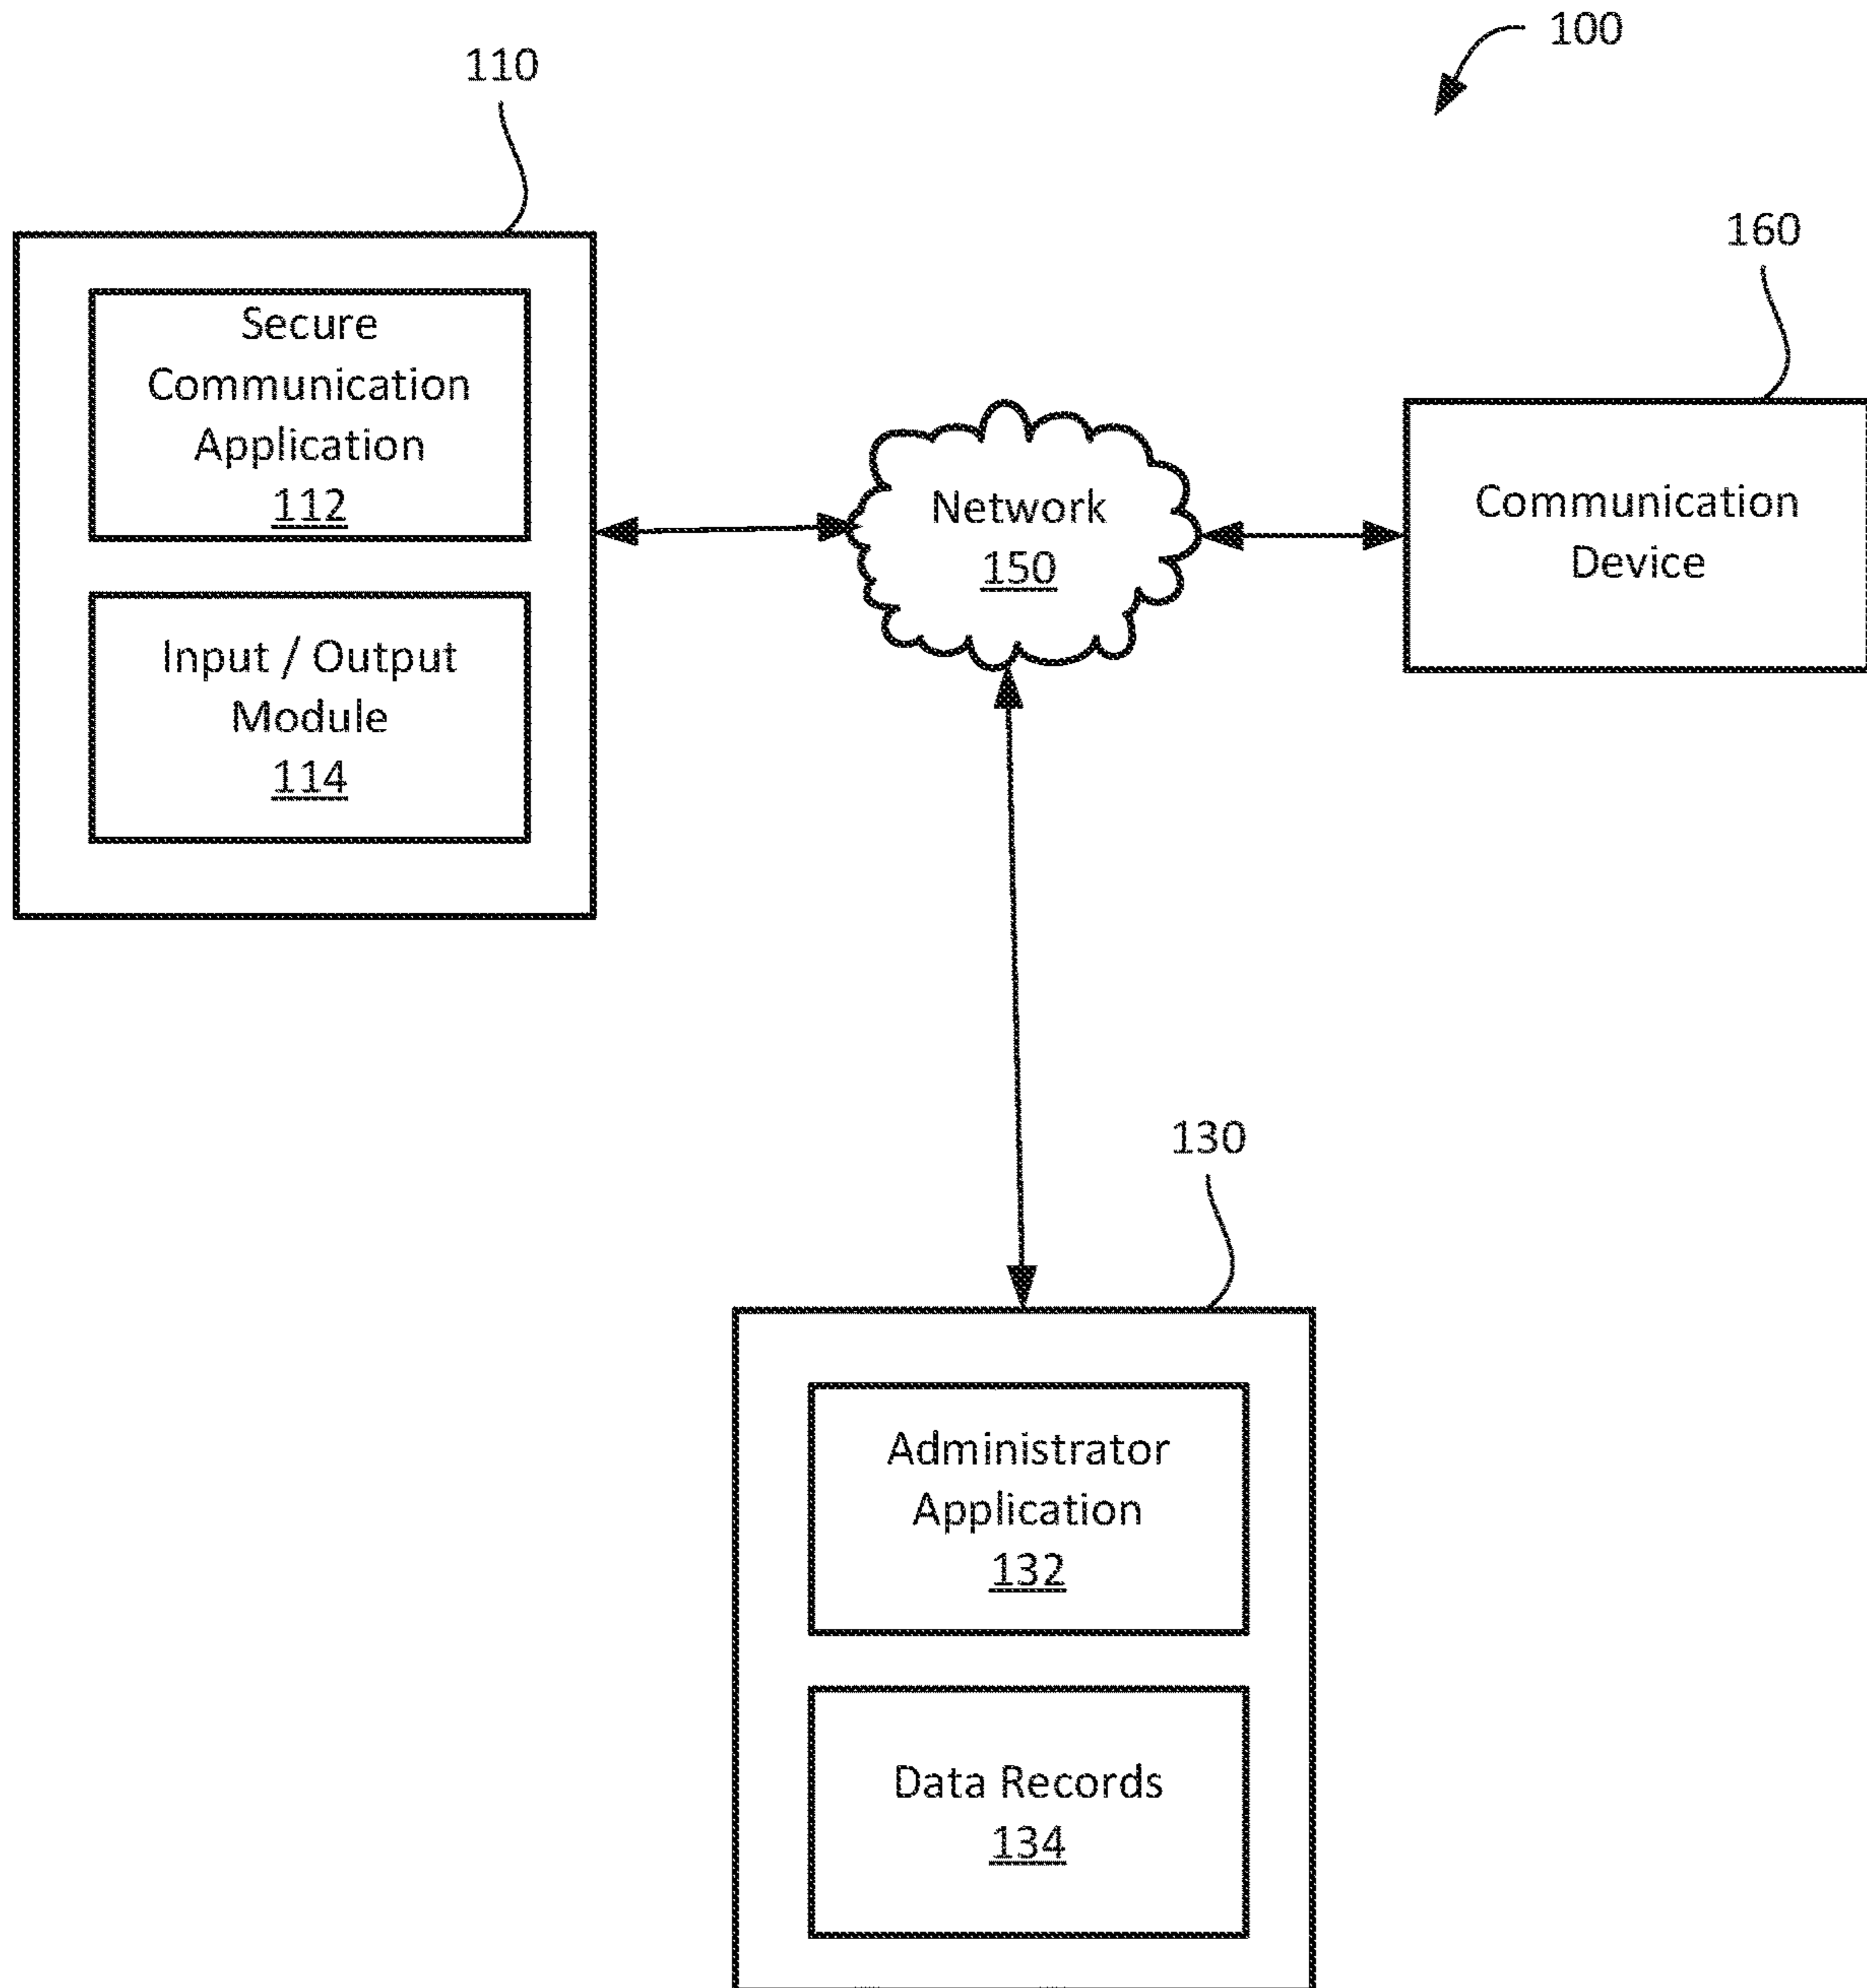 100
110
160
Secure
Communication
Application
112
Input / Output
Module
114
Network
150
Communication
Device
130
Administrator
Application
132
Data Records
134